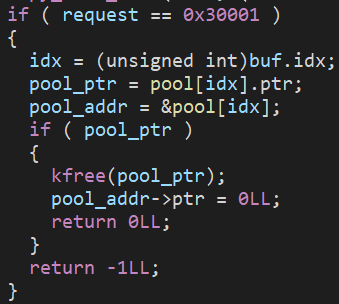 if ( request == 0x30001 )
{
idx = (unsigned int)buf.idx;
pool_ptr = pool[idx].ptr;
pool_addr = &pool[idx];
if ( pool_ptr )
{
kfree(pool_ptr);
pool_addr->ptr = 0LL;
return 0LL;
}
return -1LL;
}